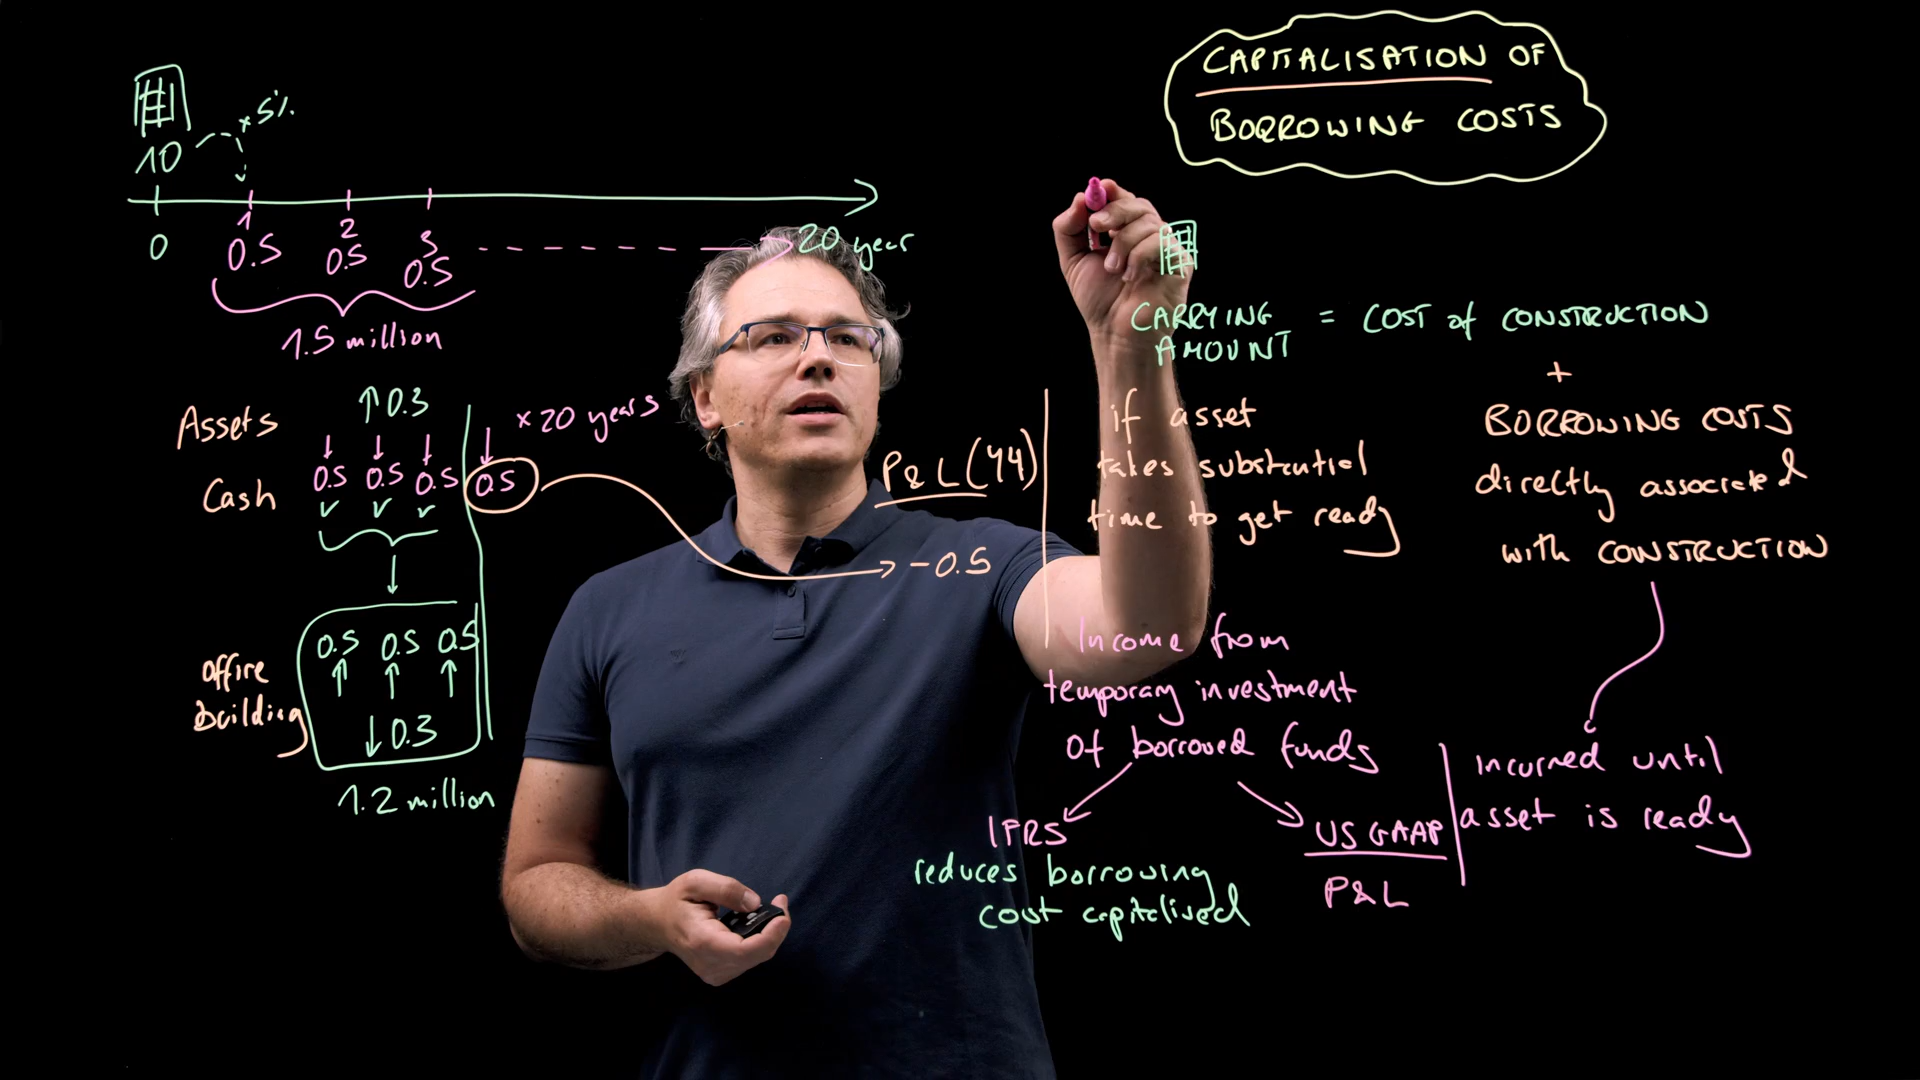 CAPITALISATION OF
BORROWING COSTS
10
× 5%
0
1
2
3
20 year
0.5
0.5
0.5
1.5 million
Assets
↑ 0.3
× 20 years
Cash
0.5 0.5 0.5 0.5
P&L (Y4)
- 0.5
office
building
0.5 0.5 0.5
↓ 0.3
1.2 million
CARRYING
AMOUNT
= COST of CONSTRUCTION
+
BORROWING COSTS
directly associated
with CONSTRUCTION
if asset
takes substantial
time to get ready
Income from
temporary investment
of borrowed funds
IFRS
reduces borrowing
cost capitalised
US GAAP
P&L
incurred until
asset is ready